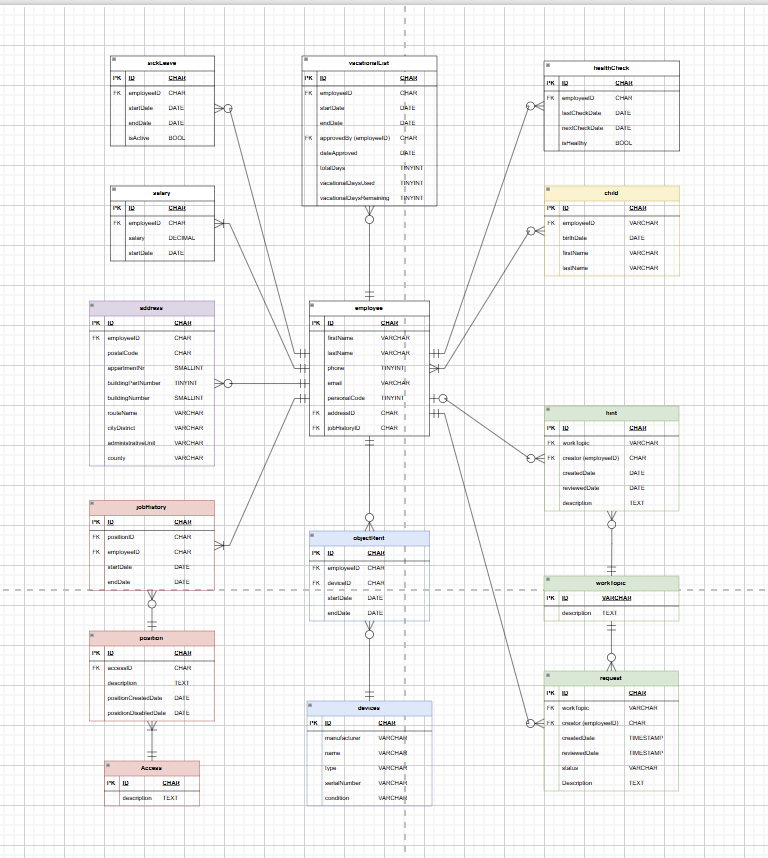 sickLeave
PK ID CHAR
FK employeeID CHAR
startDate DATE
endDate DATE
isActive BOOL
vacationalList
PK ID CHAR
FK employeeID CHAR
startDate DATE
endDate DATE
FK approvedBy (employeeID) CHAR
dateApproved DATE
totalDays TINYINT
vacationalDaysUsed TINYINT
vacationalDaysRemaining TINYINT
healthCheck
PK ID CHAR
FK employeeID CHAR
lastCheckDate DATE
nextCheckDate DATE
isHealthy BOOL
salary
PK ID CHAR
FK employeeID CHAR
salary DECIMAL
startDate DATE
child
PK ID CHAR
FK employeeID VARCHAR
birthDate DATE
firstName VARCHAR
lastName VARCHAR
address
PK ID CHAR
FK employeeID CHAR
postalCode CHAR
appartmentNr SMALLINT
buildingPartNumber TINYINT
buildingNumber SMALLINT
routeName VARCHAR
cityDistrict VARCHAR
administrativeUnit VARCHAR
county VARCHAR
employee
PK ID CHAR
firstName VARCHAR
lastName VARCHAR
phone TINYINT
email VARCHAR
personalCode TINYINT
FK addressID CHAR
FK jobHistoryID CHAR
hint
PK ID CHAR
FK workTopic VARCHAR
FK creator (employeeID) CHAR
createdDate DATE
reviewedDate DATE
description TEXT
jobHistory
PK ID CHAR
FK positionID CHAR
FK employeeID CHAR
startDate DATE
endDate DATE
objectRent
PK ID CHAR
FK employeeID CHAR
FK deviceID CHAR
startDate DATE
endDate DATE
workTopic
PK ID VARCHAR
description TEXT
position
PK ID CHAR
FK accessID CHAR
description TEXT
positionCreatedDate DATE
positionDisabledDate DATE
request
PK ID CHAR
FK workTopic VARCHAR
FK creator (employeeID) CHAR
createdDate TIMESTAMP
reviewedDate TIMESTAMP
status VARCHAR
Description TEXT
devices
PK ID CHAR
manufacturer VARCHAR
name VARCHAR
type VARCHAR
serialNumber VARCHAR
condition VARCHAR
Access
PK ID CHAR
description TEXT